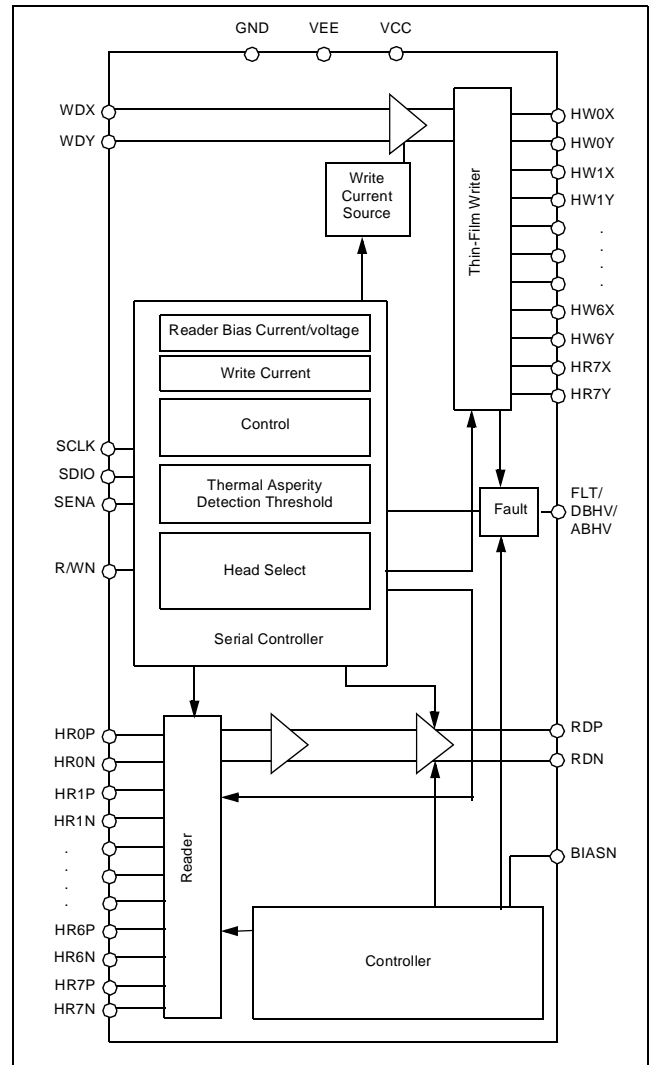 GND VEE VCC
WDX
WDY
Write
Current
Source
Thin-Film Writer
HW0X
HW0Y
HW1X
HW1Y
.
.
.
.
HW6X
HW6Y
HR7X
HR7Y
Reader Bias Current/voltage
Write Current
Control
Thermal Asperity
Detection Threshold
Head Select
Serial Controller
SCLK
SDIO
SENA
R/WN
Fault
FLT/
DBHV/
ABHV
HR0P
HR0N
HR1P
HR1N
.
.
.
.
HR6P
HR6N
HR7P
HR7N
Reader
RDP
RDN
BIASN
Controller